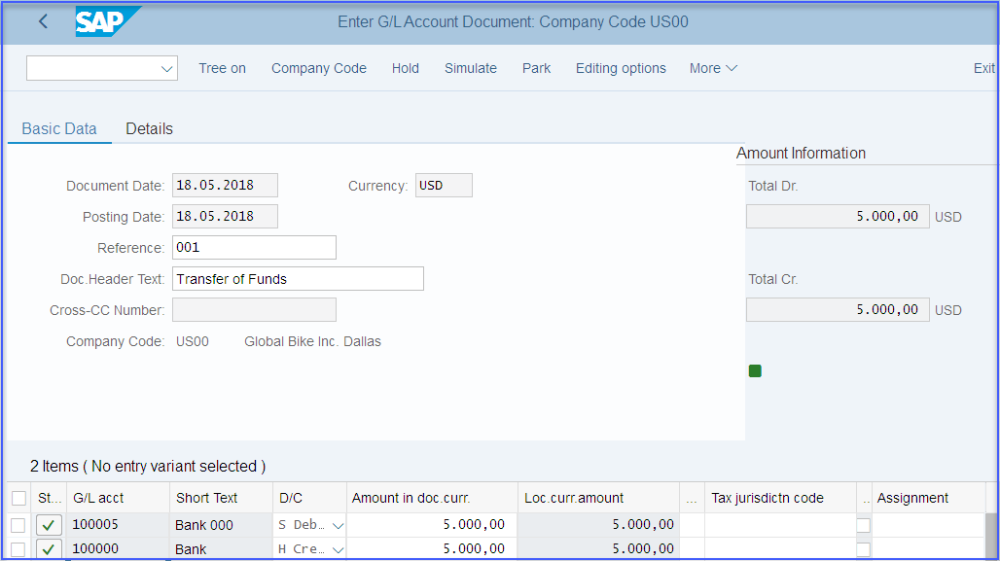 SAP Enter G/L Account Document: Company Code US00
Tree on Company Code Hold Simulate Park Editing options More Exit
Basic Data Details
Amount Information
Document Date: 18.05.2018 Currency: USD Total Dr.
Posting Date: 18.05.2018 5.000,00 USD
Reference: 001
Doc.Header Text: Transfer of Funds Total Cr.
Cross-CC Number: 5.000,00 USD
Company Code: US00 Global Bike Inc. Dallas
2 Items ( No entry variant selected )
St... G/L acct Short Text D/C Amount in doc.curr. Loc.curr.amount ... Tax jurisdictn code .. Assignment
100005 Bank 000 S Deb… 5.000,00 5.000,00
100000 Bank H Cre… 5.000,00 5.000,00